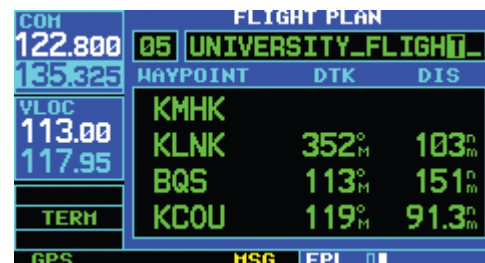 COM
122.800
135.325
VLOC
113.00
117.95
TERM
GPS
FLIGHT PLAN
05 UNIVERSITY_FLIGHT_
WAYPOINT DTK DIS
KMHK
KLNK 352°M 103nm
BQS 113°M 151nm
KCOU 119°M 91.3nm
MSG FPL